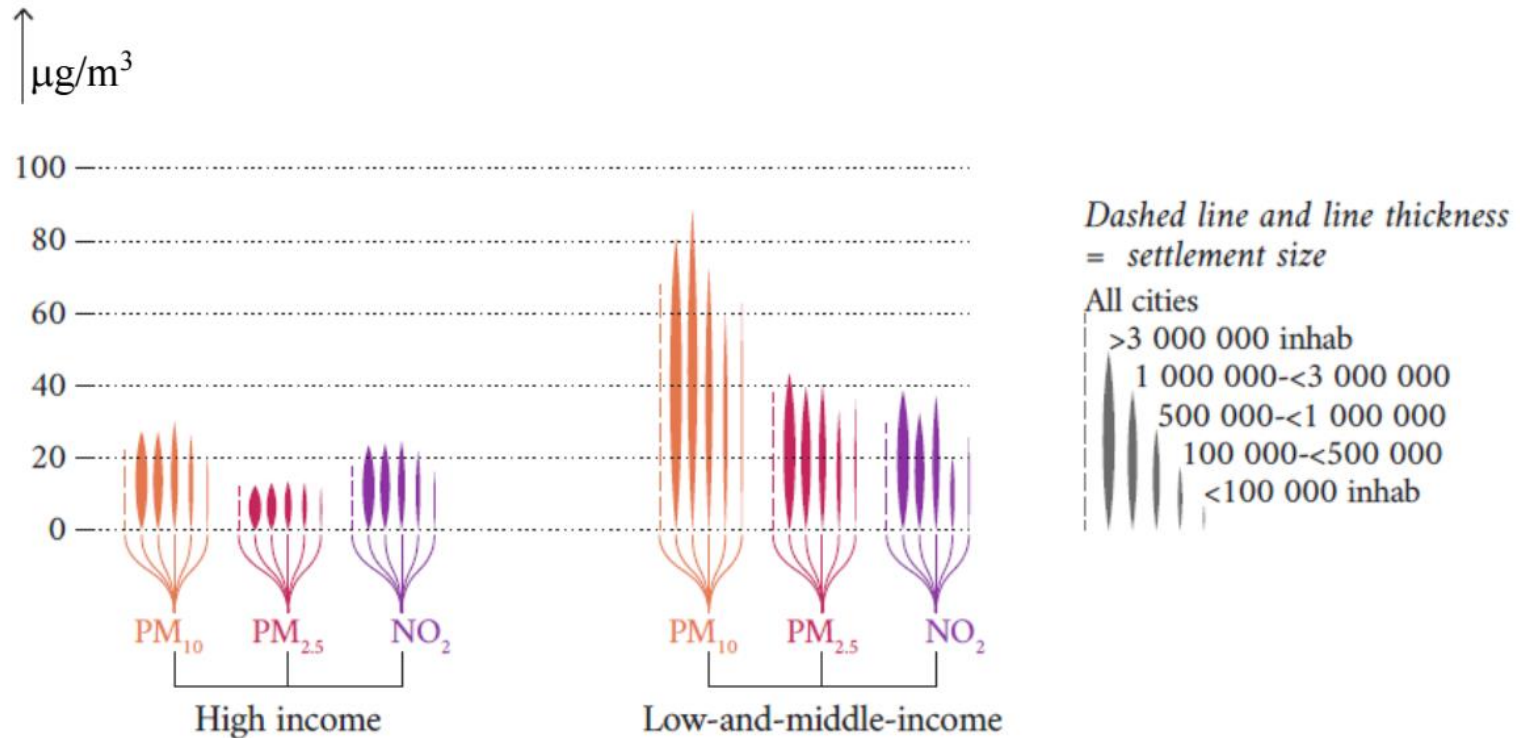 μg/m³
100
80
60
40
20
0
PM₁₀ PM₂.₅ NO₂
High income
PM₁₀ PM₂.₅ NO₂
Low-and-middle-income
Dashed line and line thickness
= settlement size
All cities
>3 000 000 inhab
1 000 000-<3 000 000
500 000-<1 000 000
100 000-<500 000
<100 000 inhab